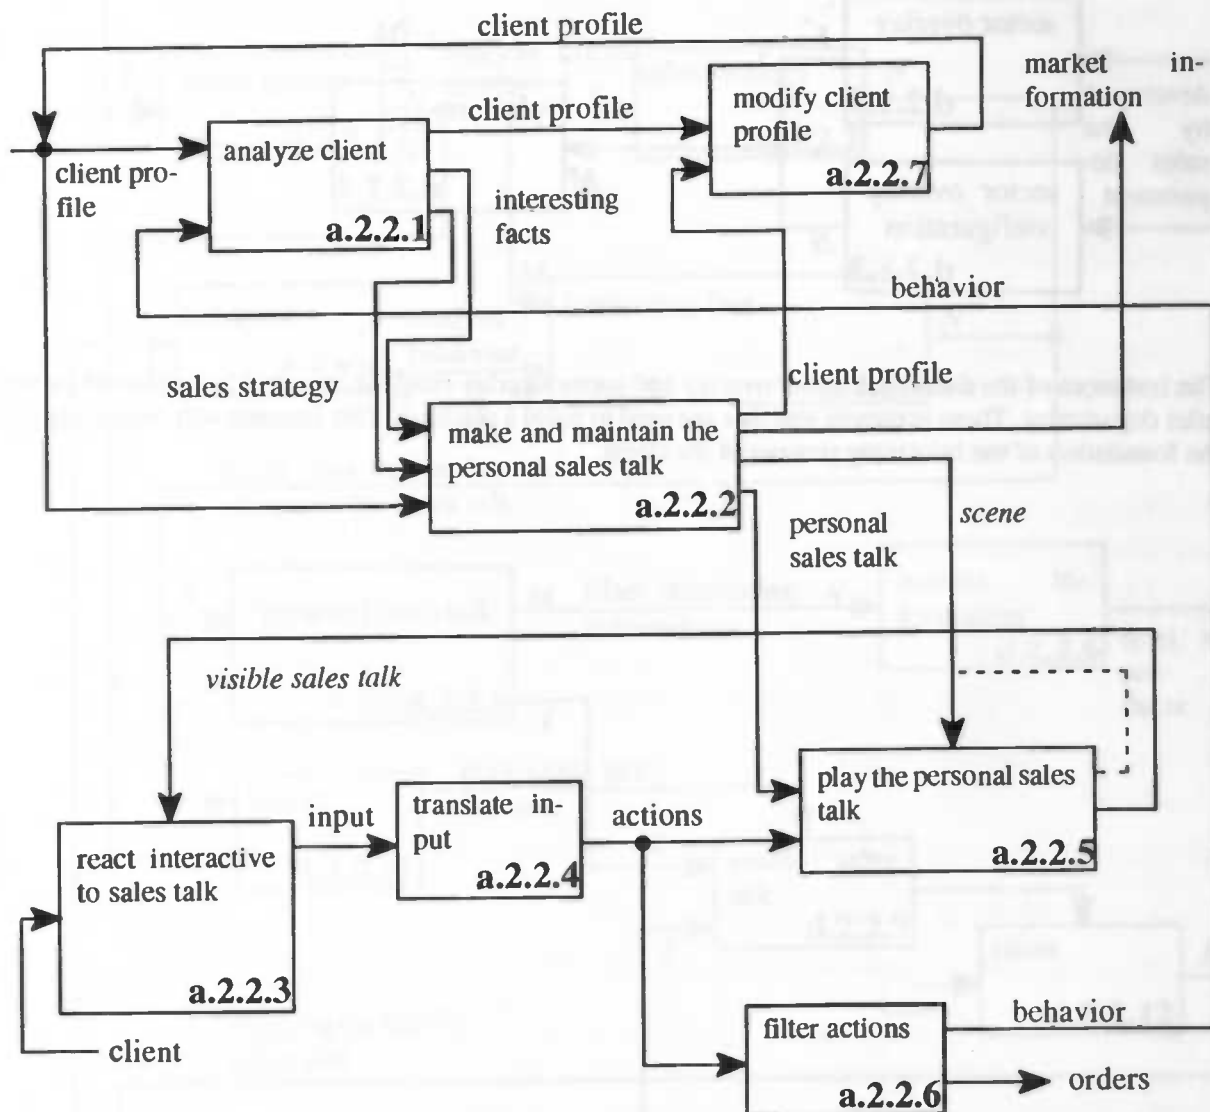 client profile
market in-
formation
client profile
modify client
profile
a.2.2.7
analyze client
a.2.2.1
client pro-
file
interesting
facts
behavior
sales strategy
client profile
make and maintain the
personal sales talk
a.2.2.2
personal
sales talk
scene
visible sales talk
play the personal sales
talk
a.2.2.5
input
translate in-
put
a.2.2.4
actions
react interactive
to sales talk
a.2.2.3
client
filter actions
a.2.2.6
behavior
orders